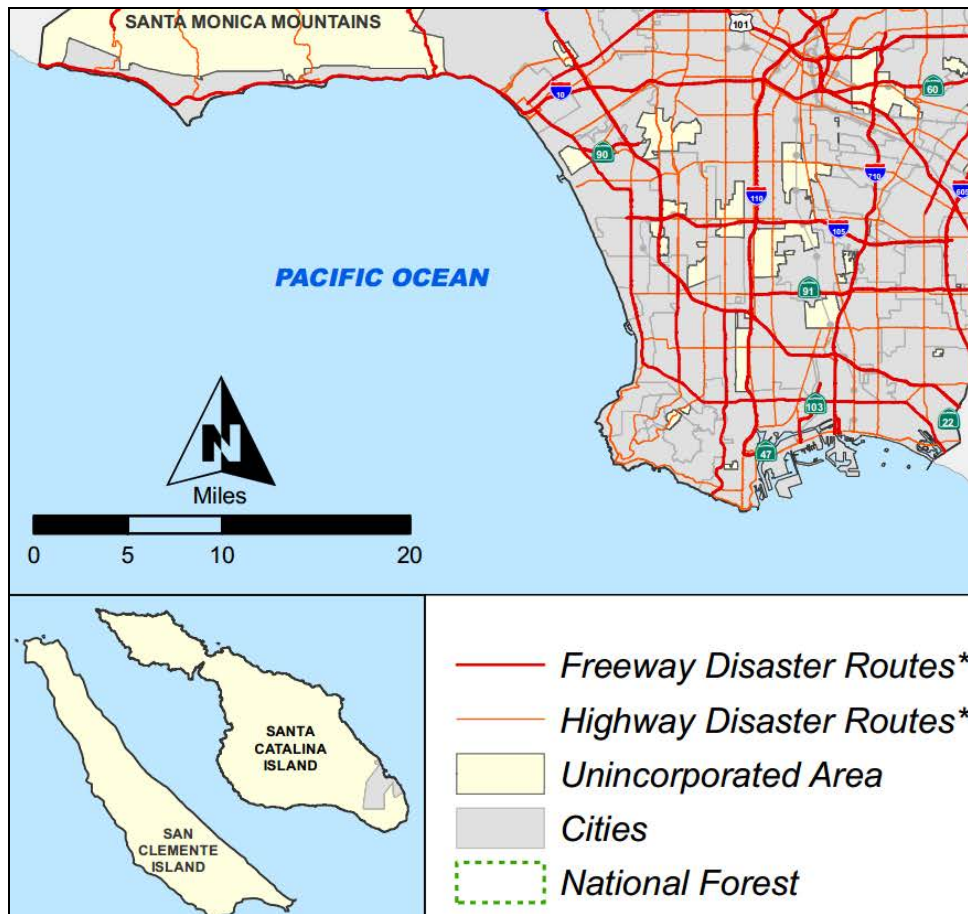 SANTA MONICA MOUNTAINS
101
10
60
90
710
605
110
105
PACIFIC OCEAN
91
103
22
47
N
Miles
0 5 10 20
SANTA
CATALINA
ISLAND
SAN
CLEMENTE
ISLAND
Freeway Disaster Routes*
Highway Disaster Routes*
Unincorporated Area
Cities
National Forest